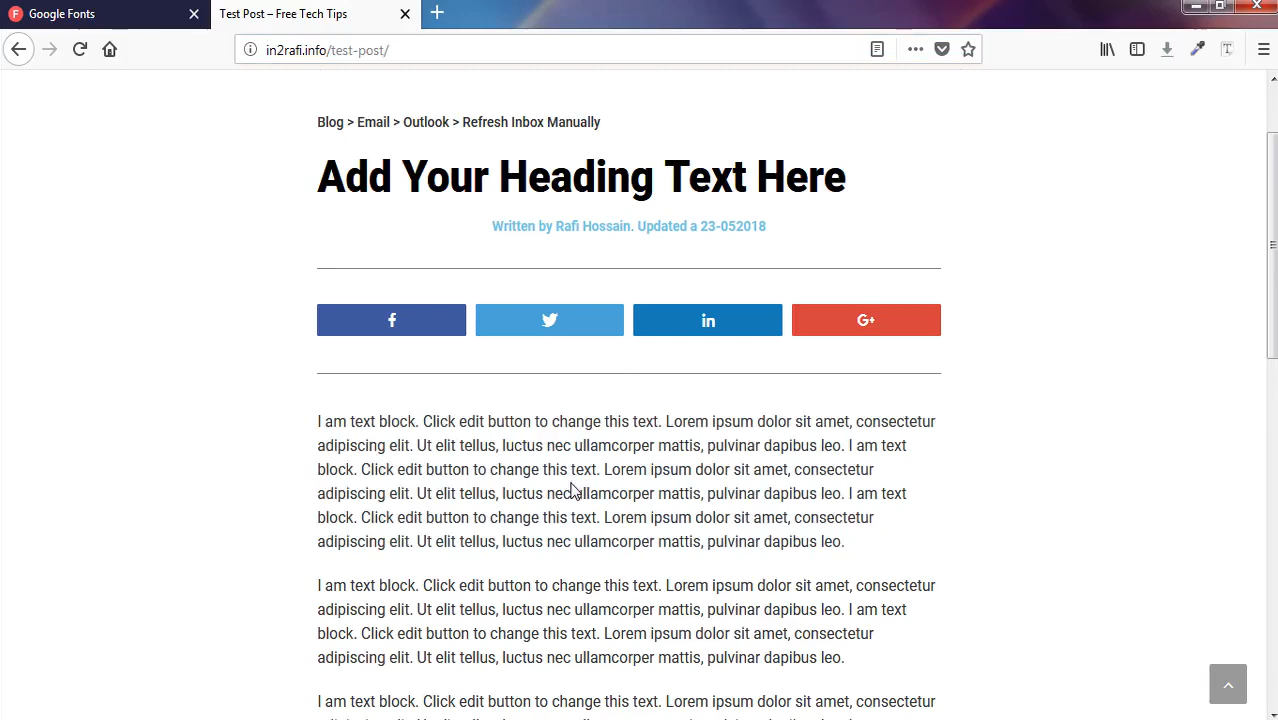 Google Fonts
Test Post – Free Tech Tips
in2rafi.info/test-post/
Blog > Email > Outlook > Refresh Inbox Manually
Add Your Heading Text Here
Written by Rafi Hossain. Updated a 23-052018
f
in
G+
I am text block. Click edit button to change this text. Lorem ipsum dolor sit amet, consectetur
adipiscing elit. Ut elit tellus, luctus nec ullamcorper mattis, pulvinar dapibus leo. I am text
block. Click edit button to change this text. Lorem ipsum dolor sit amet, consectetur
adipiscing elit. Ut elit tellus, luctus nec ullamcorper mattis, pulvinar dapibus leo. I am text
block. Click edit button to change this text. Lorem ipsum dolor sit amet, consectetur
adipiscing elit. Ut elit tellus, luctus nec ullamcorper mattis, pulvinar dapibus leo.
I am text block. Click edit button to change this text. Lorem ipsum dolor sit amet, consectetur
adipiscing elit. Ut elit tellus, luctus nec ullamcorper mattis, pulvinar dapibus leo. I am text
block. Click edit button to change this text. Lorem ipsum dolor sit amet, consectetur
adipiscing elit. Ut elit tellus, luctus nec ullamcorper mattis, pulvinar dapibus leo.
I am text block. Click edit button to change this text. Lorem ipsum dolor sit amet, consectetur